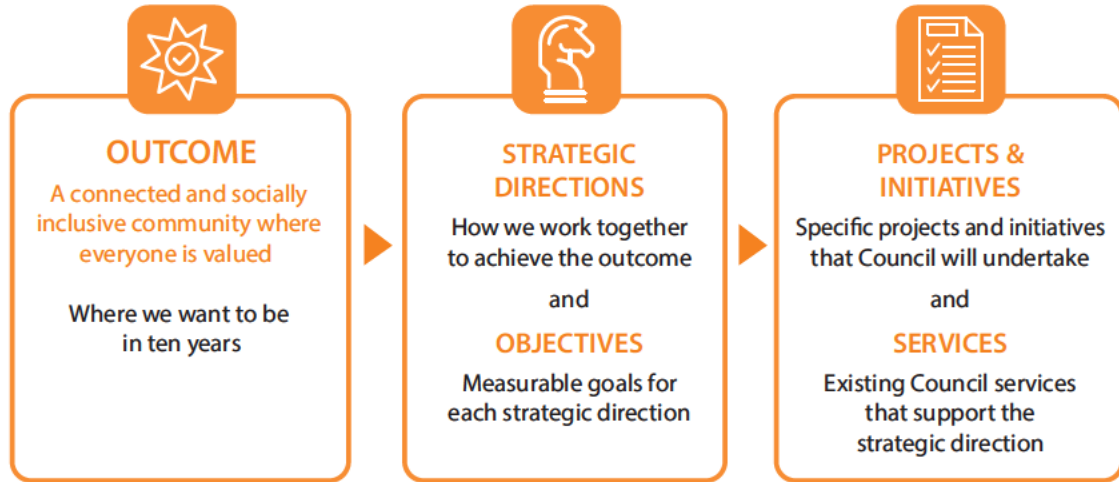 OUTCOME
A connected and socially
inclusive community where
everyone is valued
Where we want to be
in ten years
STRATEGIC
DIRECTIONS
How we work together
to achieve the outcome
and
OBJECTIVES
Measurable goals for
each strategic direction
PROJECTS &
INITIATIVES
Specific projects and initiatives
that Council will undertake
and
SERVICES
Existing Council services
that support the
strategic direction